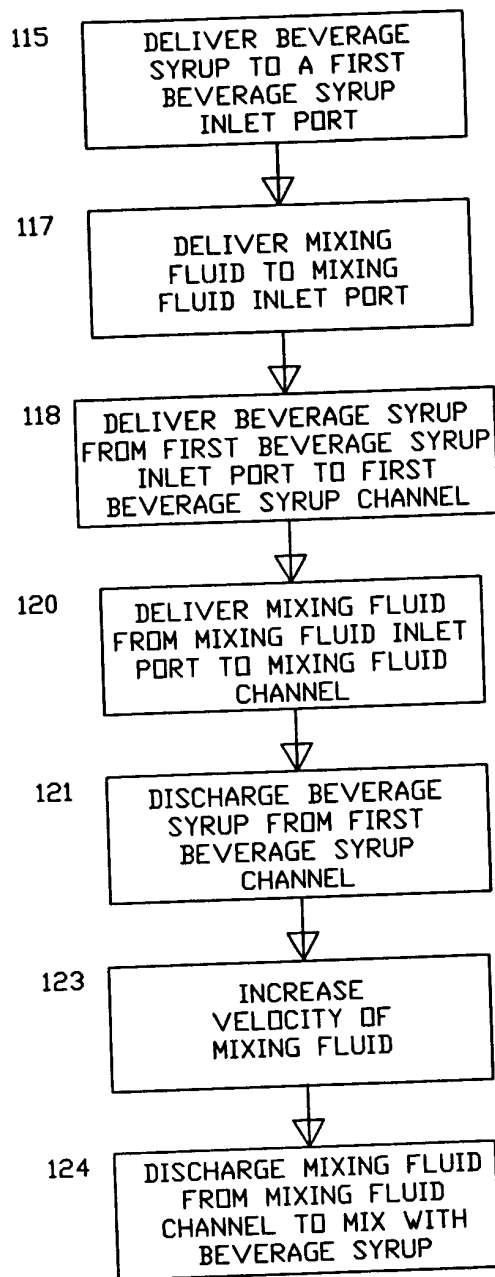 115
DELIVER BEVERAGE
SYRUP TO A FIRST
BEVERAGE SYRUP
INLET PORT
117
DELIVER MIXING
FLUID TO MIXING
FLUID INLET PORT
118
DELIVER BEVERAGE SYRUP
FROM FIRST BEVERAGE SYRUP
INLET PORT TO FIRST
BEVERAGE SYRUP CHANNEL
120
DELIVER MIXING FLUID
FROM MIXING FLUID INLET
PORT TO MIXING FLUID
CHANNEL
121
DISCHARGE BEVERAGE
SYRUP FROM FIRST
BEVERAGE SYRUP
CHANNEL
123
INCREASE
VELOCITY OF
MIXING FLUID
124
DISCHARGE MIXING FLUID
FROM MIXING FLUID
CHANNEL TO MIX WITH
BEVERAGE SYRUP